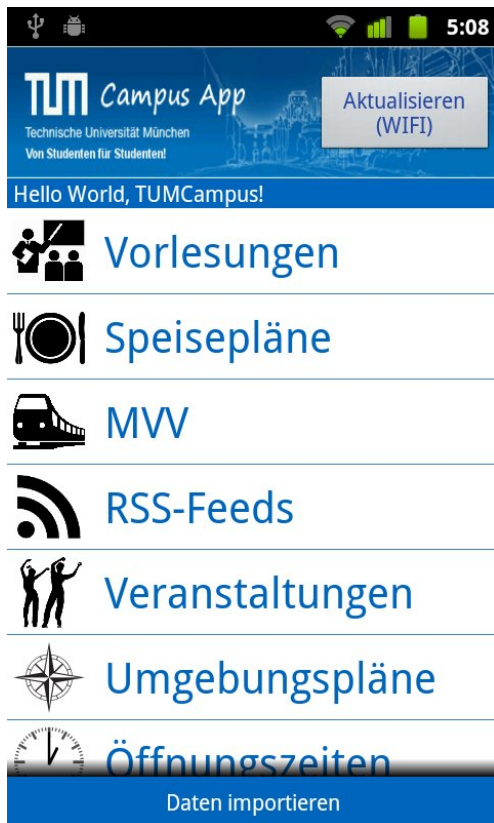 5:08
TUM Campus App
Technische Universität München
Von Studenten für Studenten!
Aktualisieren
(WIFI)
Hello World, TUMCampus!
Vorlesungen
Speisepläne
MVV
RSS-Feeds
Veranstaltungen
Umgebungspläne
Öffnungszeiten
Daten importieren